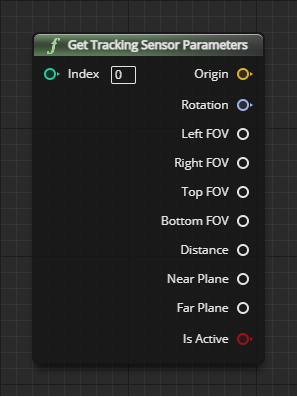 f Get Tracking Sensor Parameters
Index 0 Origin
Rotation
Left FOV
Right FOV
Top FOV
Bottom FOV
Distance
Near Plane
Far Plane
Is Active